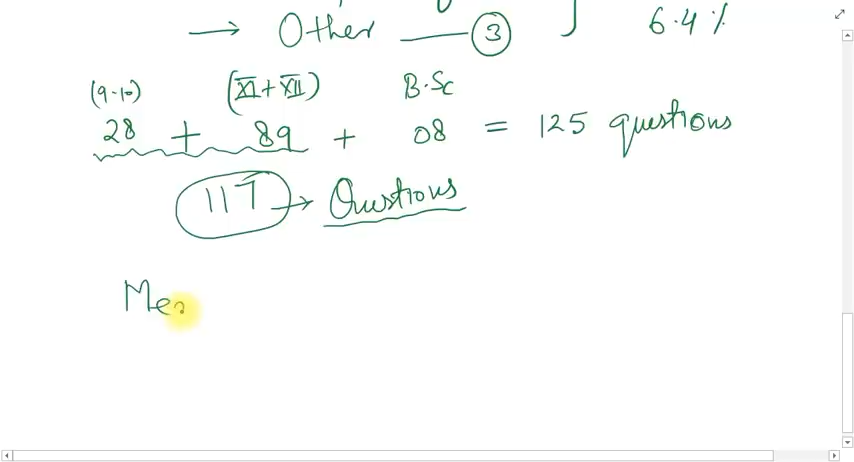 → Other — 3 6.4%
(9-10) (XI+XII) B.Sc
28 + 89 + 08 = 125 questions
117 → Questions
Me